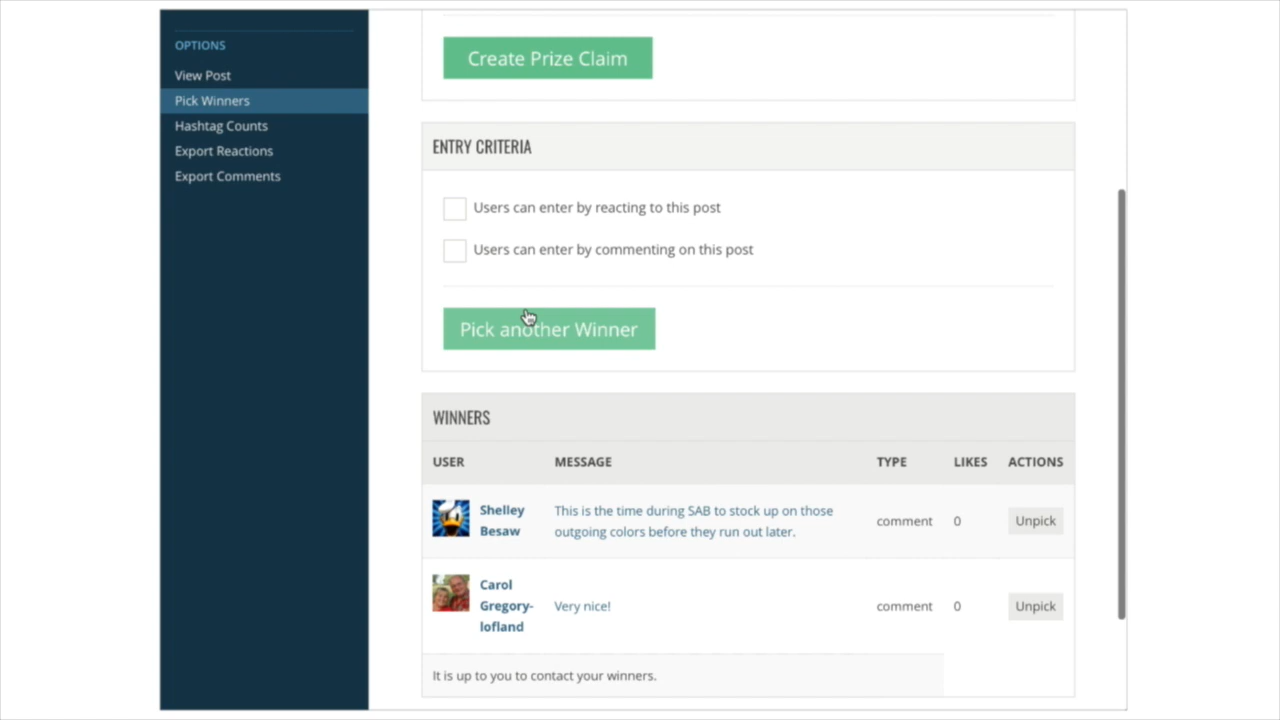 OPTIONS
View Post
Pick Winners
Hashtag Counts
Export Reactions
Export Comments
Create Prize Claim
ENTRY CRITERIA
Users can enter by reacting to this post
Users can enter by commenting on this post
Pick another Winner
WINNERS
USER MESSAGE TYPE LIKES ACTIONS
Shelley
Besaw
This is the time during SAB to stock up on those
outgoing colors before they run out later.
comment 0 Unpick
Carol
Gregory-
lofland
Very nice!
comment 0 Unpick
It is up to you to contact your winners.